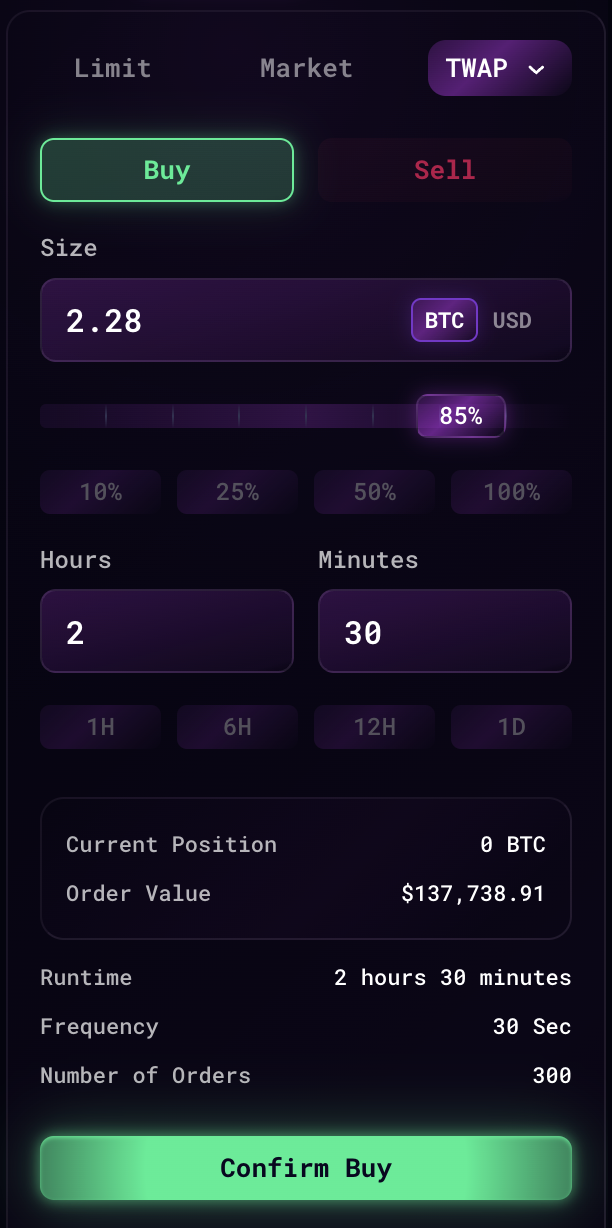 Limit Market TWAP
Buy Sell
Size
2.28 BTC USD
85%
10% 25% 50% 100%
Hours Minutes
2 30
1H 6H 12H 1D
Current Position 0 BTC
Order Value $137,738.91
Runtime 2 hours 30 minutes
Frequency 30 Sec
Number of Orders 300
Confirm Buy